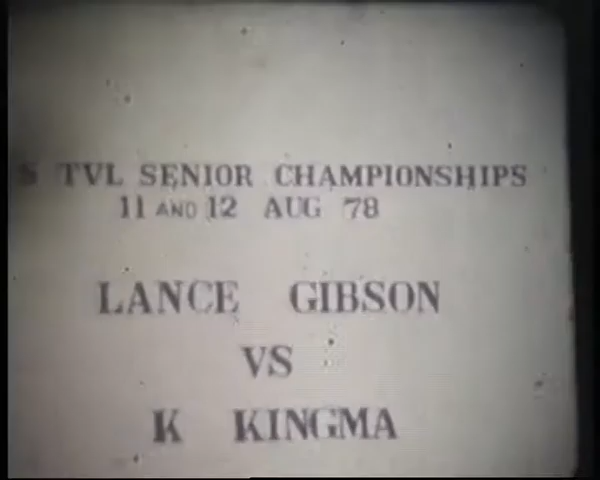 S TVL SENIOR CHAMPIONSHIPS
11 AND 12 AUG 78
LANCE GIBSON
VS
K KINGMA